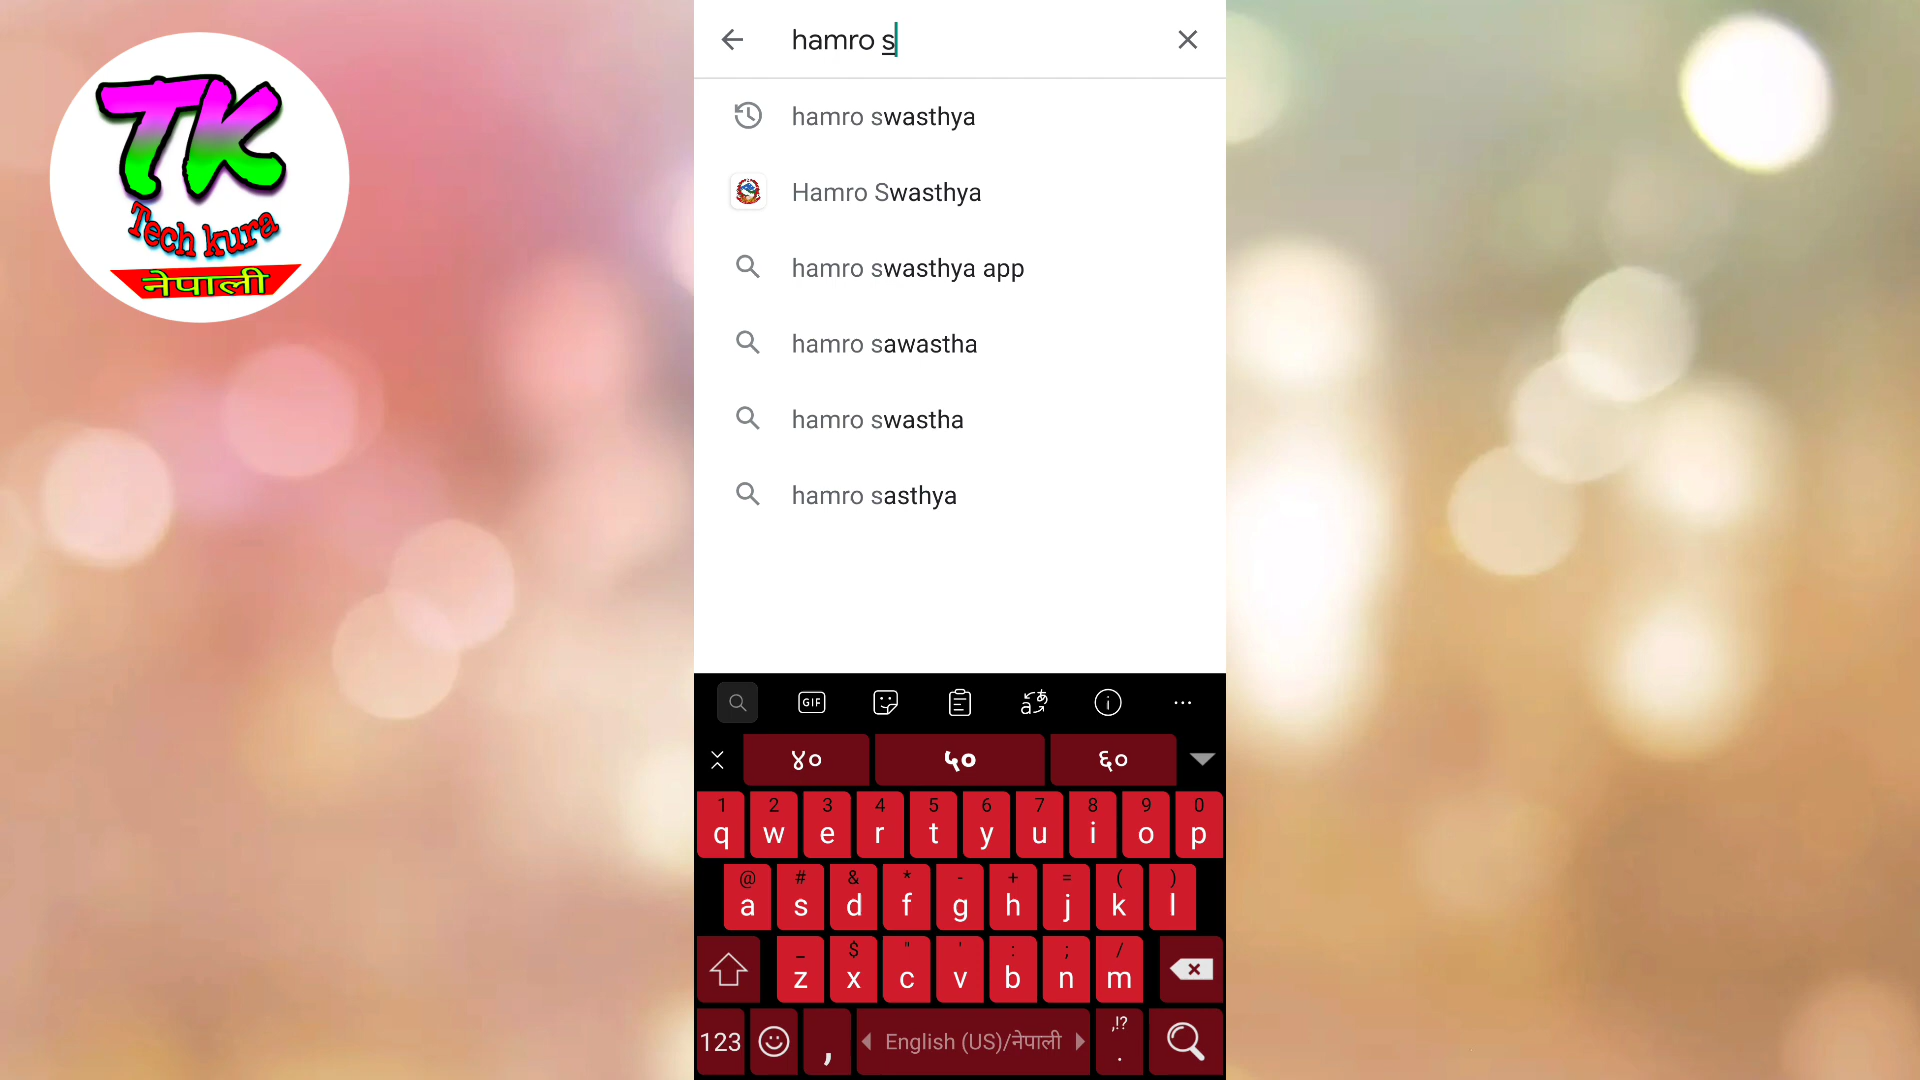 TK
Tech kura
नेपाली
hamro s
hamro swasthya
Hamro Swasthya
hamro swasthya app
hamro sawastha
hamro swastha
hamro sasthya
GIF
४० ५० ६०
1 2 3 4 5 6 7 8 9 0
q w e r t y u i o p
@ # & * - + = ( )
a s d f g h j k l
_ $ " ' : ; /
z x c v b n m
123 , English (US)/नेपाली ,!? .